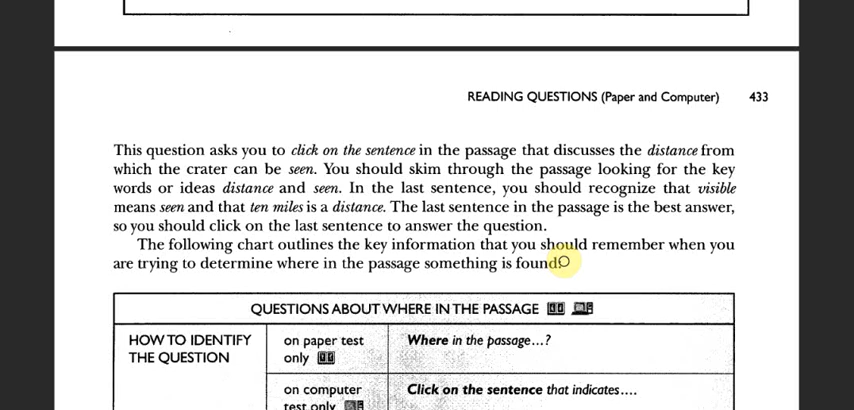 READING QUESTIONS (Paper and Computer) 433
This question asks you to click on the sentence in the passage that discusses the distance from
which the crater can be seen. You should skim through the passage looking for the key
words or ideas distance and seen. In the last sentence, you should recognize that visible
means seen and that ten miles is a distance. The last sentence in the passage is the best answer,
so you should click on the last sentence to answer the question.
The following chart outlines the key information that you should remember when you
are trying to determine where in the passage something is found
QUESTIONS ABOUT WHERE IN THE PASSAGE
HOW TO IDENTIFY
THE QUESTION
on paper test
only
Where in the passage...?
on computer
test only
Click on the sentence that indicates....